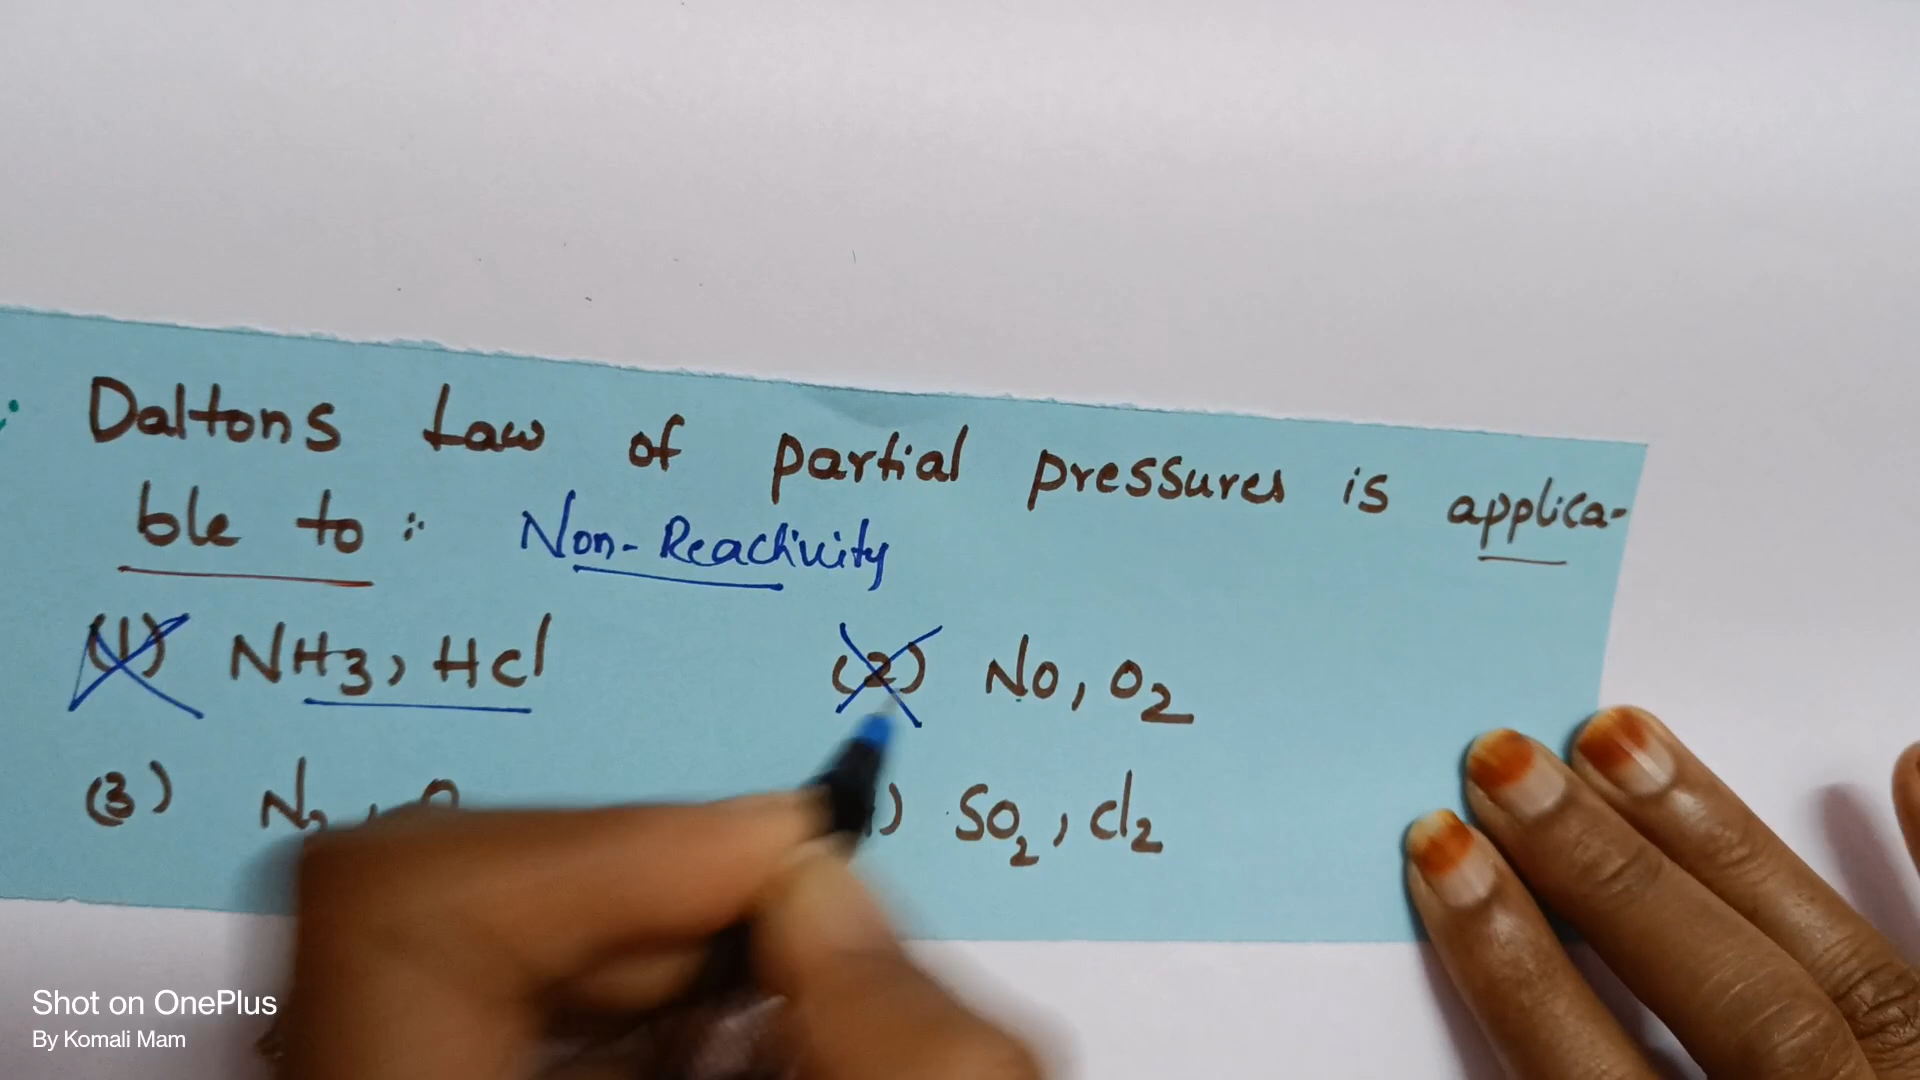 Daltons Law of partial pressures is applica-
ble to : Non-Reactivity
(1) NH3, HCl (2) No, O2
(3) N2, ) SO2, Cl2
Shot on OnePlus
By Komali Mam